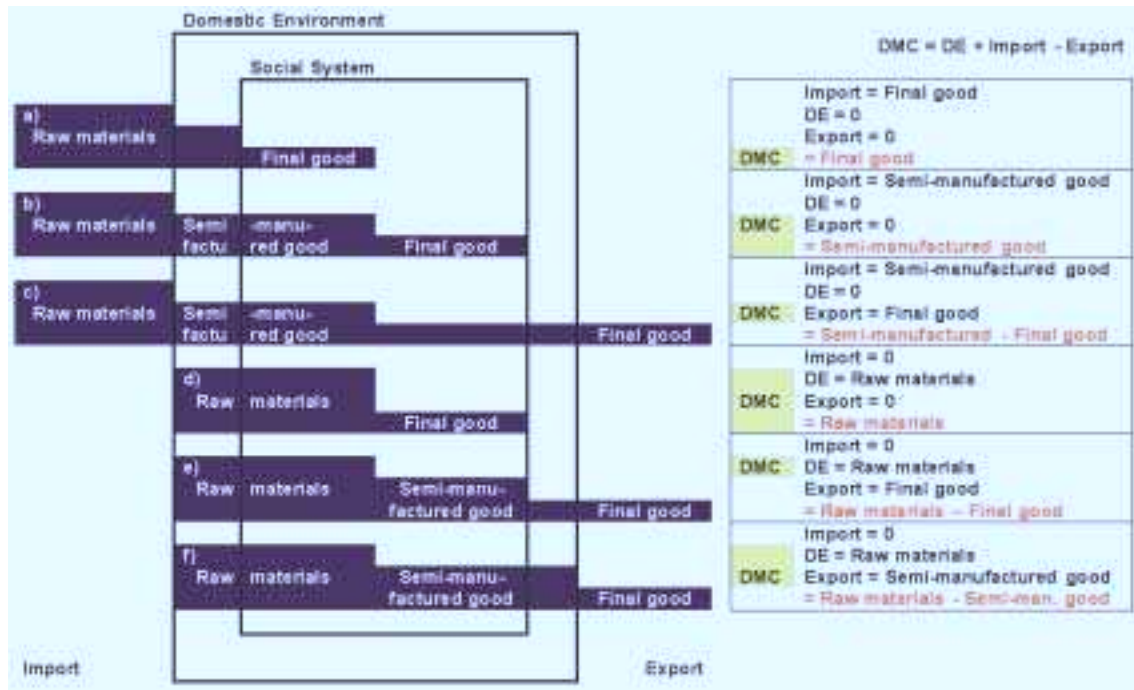 Domestic Environment
DMC = DE + Import - Export
Social System
a)
Raw materials
Final good
Import = Final good
DE = 0
Export = 0
DMC = Final good
b)
Raw materials
Semi -manu-
factu red good
Final good
Import = Semi-manufactured good
DE = 0
DMC Export = 0
= Semi-manufactured good
c)
Raw materials
Semi -manu-
factu red good
Final good
Import = Semi-manufactured good
DE = 0
DMC Export = Final good
= Semi-manufactured - Final good
d)
Raw materials
Final good
Import = 0
DE = Raw materials
DMC Export = 0
= Raw materials
e)
Raw materials
Semi-manu-
factured good
Final good
Import = 0
DMC DE = Raw materials
Export = Final good
= Raw materials - Final good
f)
Raw materials
Semi-manu-
factured good
Final good
Import = 0
DE = Raw materials
DMC Export = Semi-manufactured good
= Raw materials - Semi-man. good
Import
Export